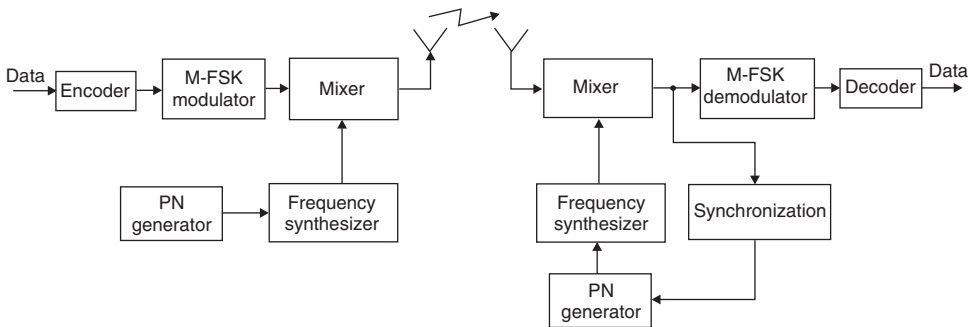 Data
Encoder
M-FSK
modulator
Mixer
PN
generator
Frequency
synthesizer
Mixer
M-FSK
demodulator
Decoder
Data
Frequency
synthesizer
Synchronization
PN
generator